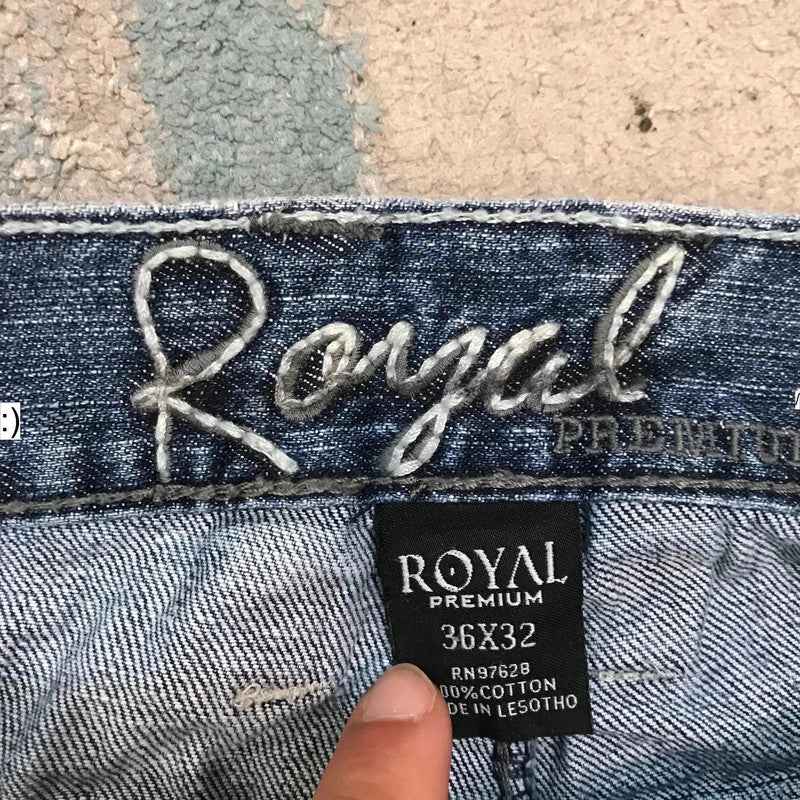 Royal
:)
ROYAL
PREMIUM
36X32
RN97628
00%COTTON
DE IN LESOTHO